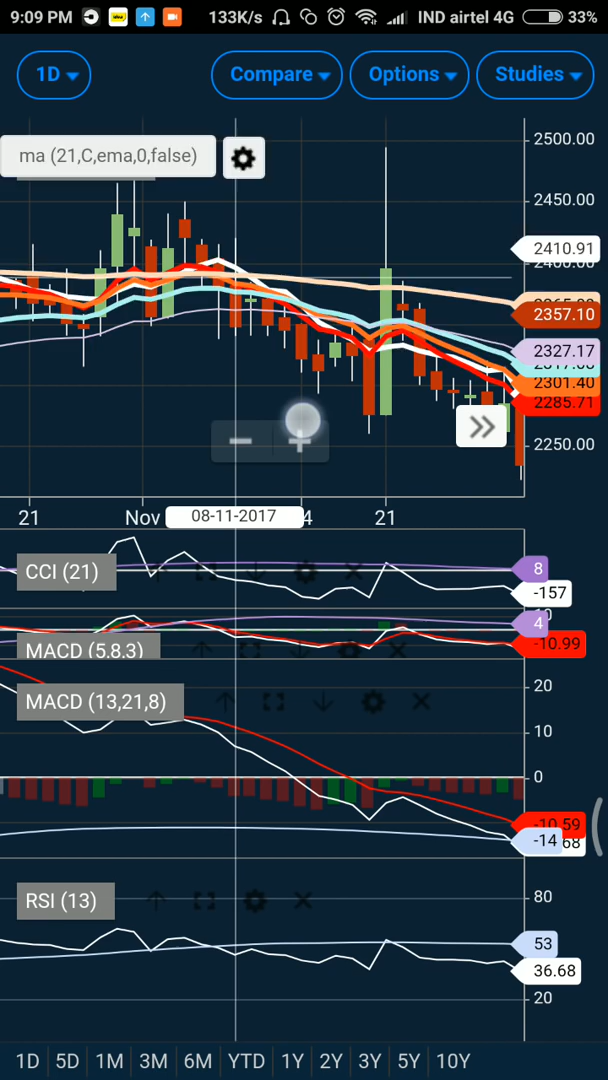 9:09 PM 133K/s IND airtel 4G 33%
1D Compare Options Studies
2500.00
ma (21,C,ema,0,false)
2450.00
2410.91
2357.10
2327.17
2301.40
2285.71
2250.00
21 Nov 08-11-2017 4 21
CCI (21)
8
-157
4
MACD (5.8.3)
-10.99
MACD (13,21,8)
20
10
0
-10.59
-14 68
RSI (13)
80
53
36.68
20
1D 5D 1M 3M 6M YTD 1Y 2Y 3Y 5Y 10Y